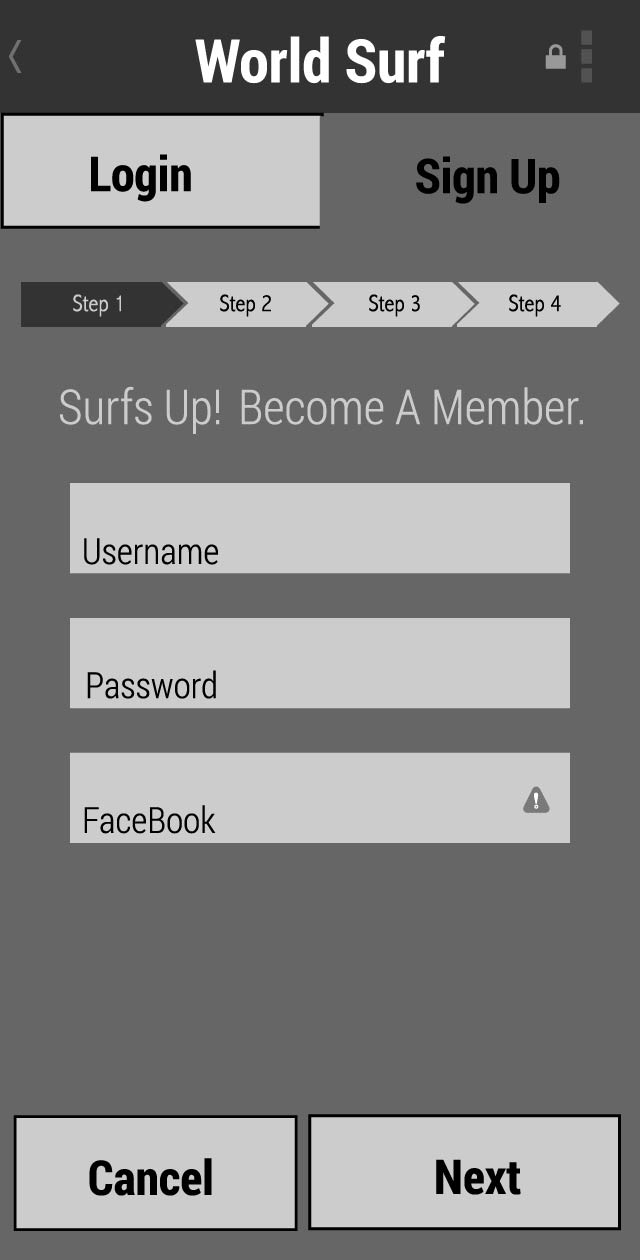 World Surf
Login Sign Up
Step 1 Step 2 Step 3 Step 4
Surfs Up! Become A Member.
Username
Password
FaceBook
Cancel Next